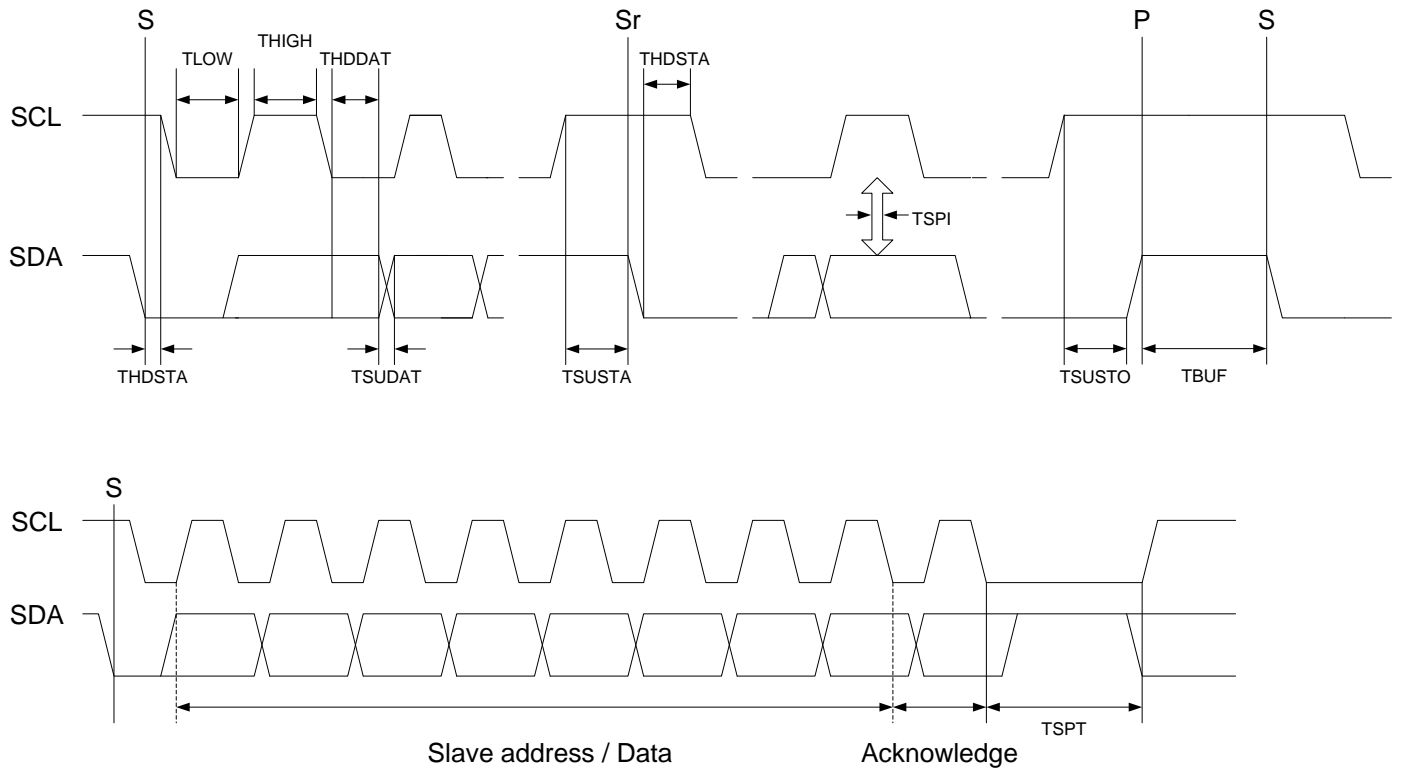 S Sr P S
TLOW THIGH THDDAT THDSTA
SCL
TSPI
SDA
THDSTA TSUDAT TSUSTA TSUSTO TBUF
S
SCL
SDA
TSPT
Slave address / Data Acknowledge